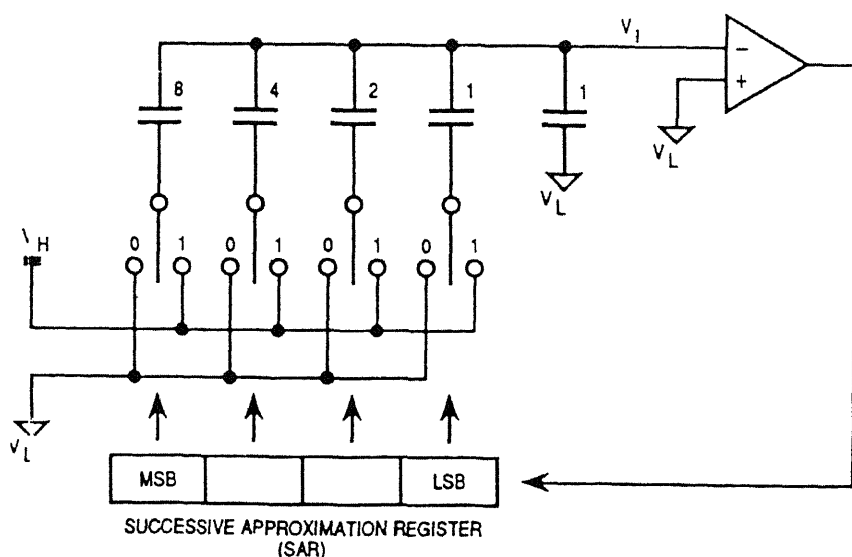 V1
8 4 2 1 1
− +
VL
VL
VH
0 1 0 1 0 1 0 1
VL
MSB LSB
SUCCESSIVE APPROXIMATION REGISTER
(SAR)